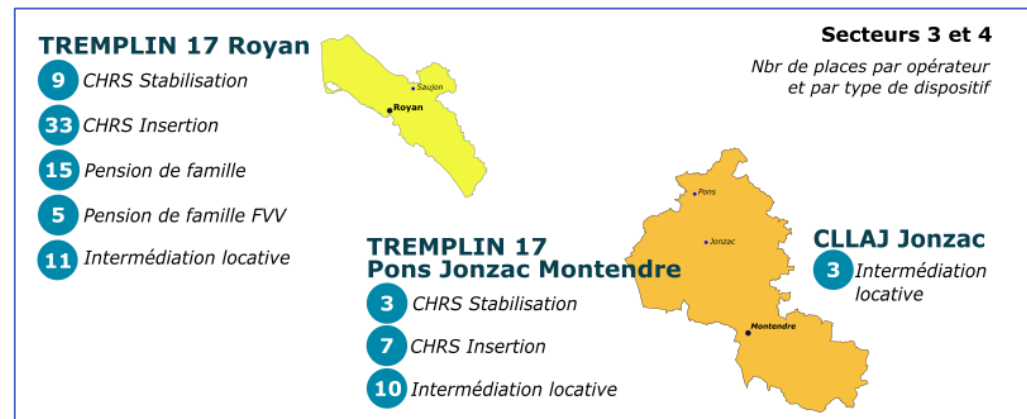 TREMPLIN 17 Royan
9 CHRS Stabilisation
33 CHRS Insertion
15 Pension de famille
5 Pension de famille FVV
11 Intermédiation locative
Saujon
Royan
Secteurs 3 et 4
Nbr de places par opérateur
et par type de dispositif
TREMPLIN 17
Pons Jonzac Montendre
3 CHRS Stabilisation
7 CHRS Insertion
10 Intermédiation locative
Pons
Jonzac
Montendre
CLLAJ Jonzac
3 Intermédiation
locative